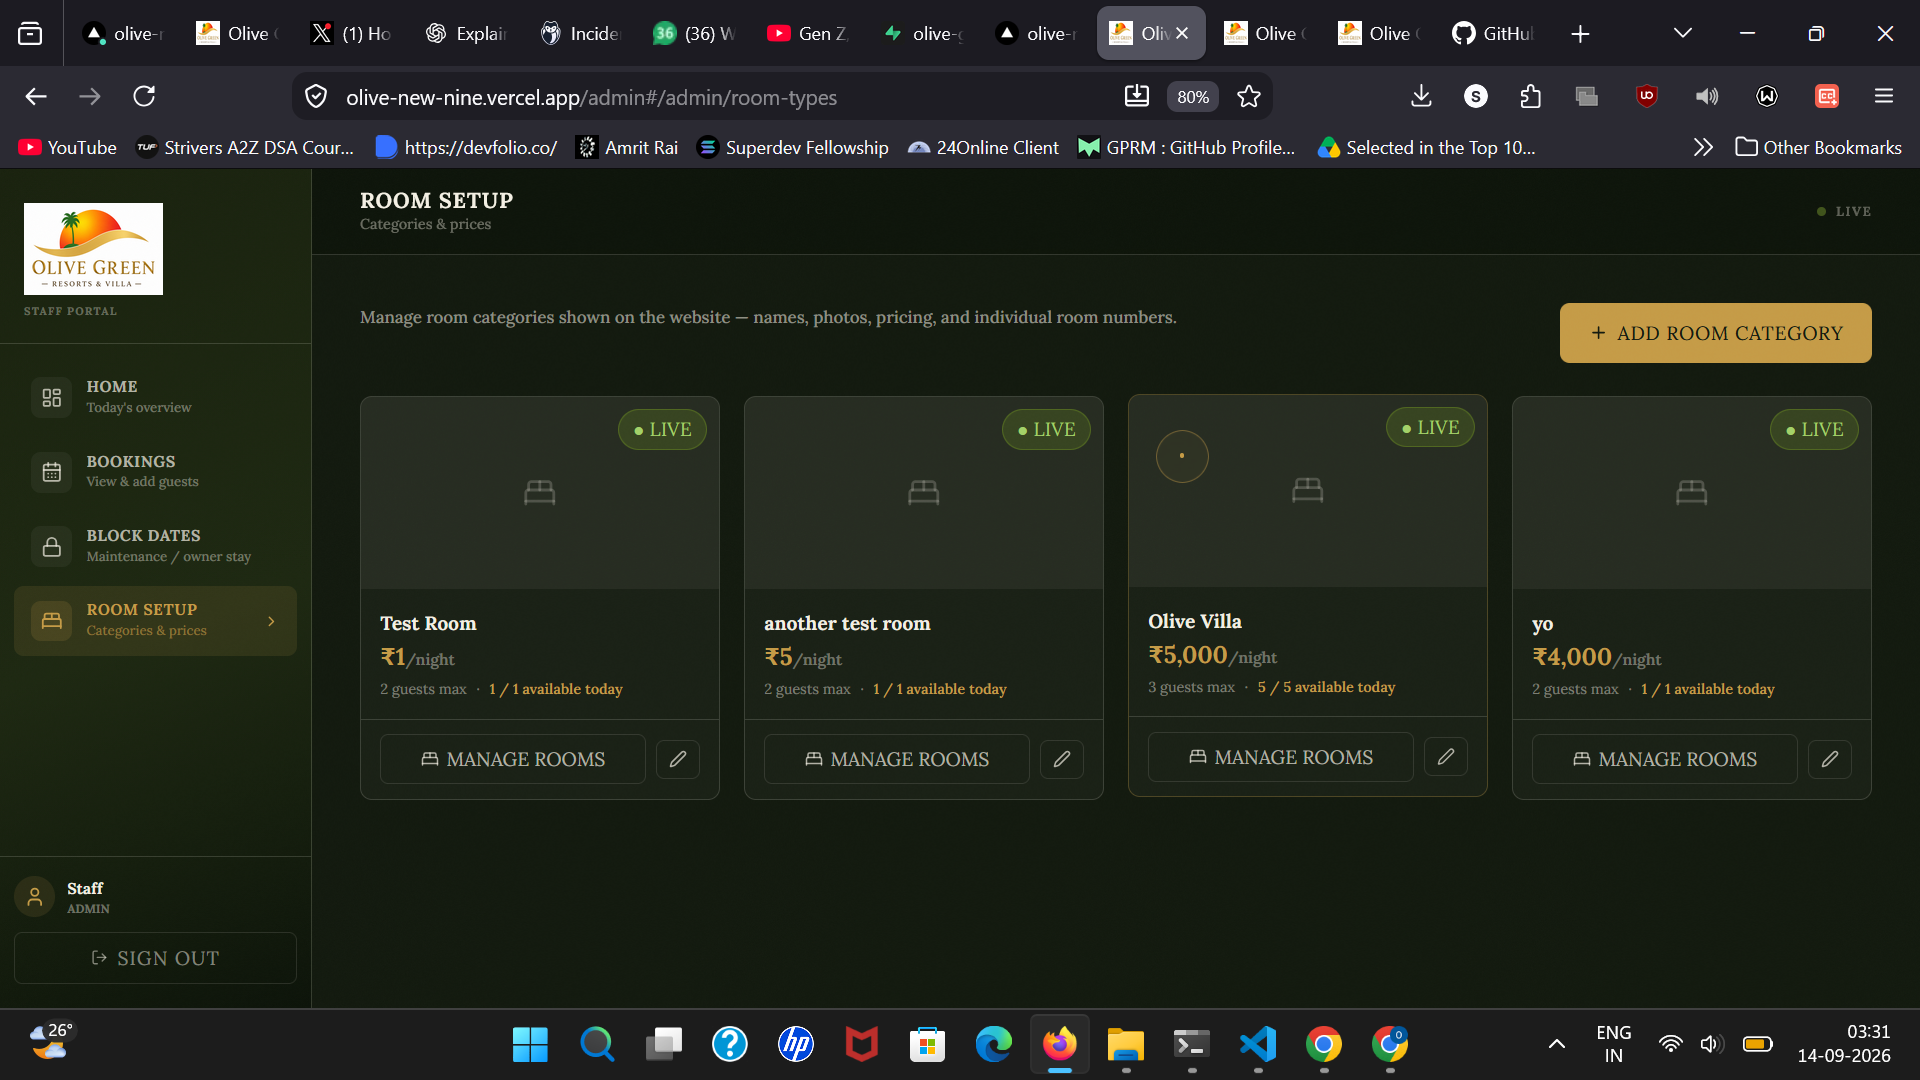 olive-r
Olive
(1) Ho
Explai
Incide
36
(36) W
Gen Z,
olive-g
olive-r
Oliv
Olive
Olive
GitHu
olive-new-nine.vercel.app/admin#/admin/room-types
80%
S
YouTube
TUF
Strivers A2Z DSA Cour...
https://devfolio.co/
Amrit Rai
Superdev Fellowship
24Online Client
GPRM : GitHub Profile...
Selected in the Top 10...
Other Bookmarks
OLIVE GREEN
— RESORTS & VILLA —
STAFF PORTAL
HOME
Today's overview
BOOKINGS
View & add guests
BLOCK DATES
Maintenance / owner stay
ROOM SETUP
Categories & prices
Staff
ADMIN
SIGN OUT
ROOM SETUP
Categories & prices
LIVE
Manage room categories shown on the website — names, photos, pricing, and individual room numbers.
+ ADD ROOM CATEGORY
LIVE
Test Room
₹1/night
2 guests max · 1 / 1 available today
MANAGE ROOMS
LIVE
another test room
₹5/night
2 guests max · 1 / 1 available today
MANAGE ROOMS
LIVE
Olive Villa
₹5,000/night
3 guests max · 5 / 5 available today
MANAGE ROOMS
LIVE
yo
₹4,000/night
2 guests max · 1 / 1 available today
MANAGE ROOMS
26°
hp
ENG
IN
03:31
14-09-2026